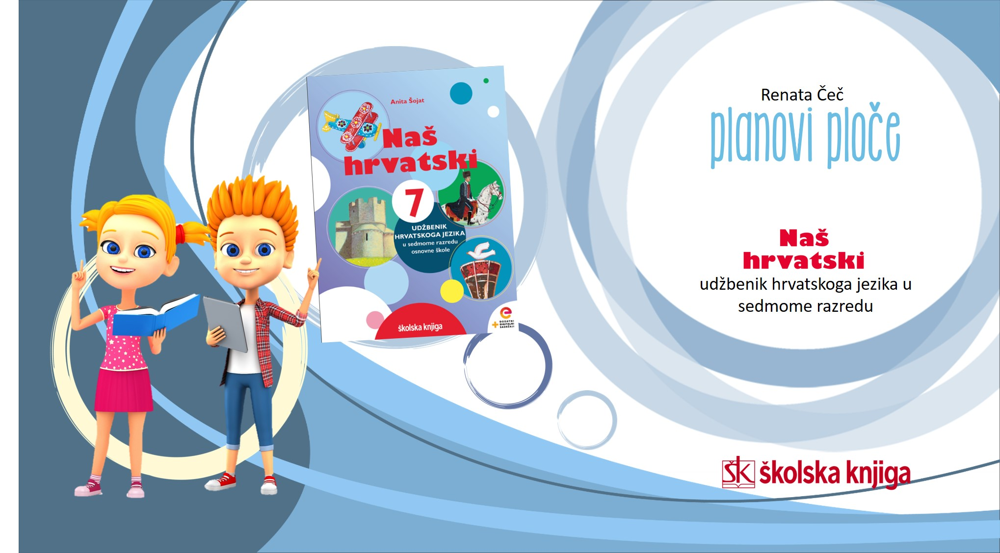 Anita Šojat
Naš
hrvatski
7
UDŽBENIK
HRVATSKOGA JEZIKA
u sedmome razredu
osnovne škole
školska knjiga
e
+ DODATNI
DIGITALNI
SADRŽAJI
Renata Čeč
planovi ploče
Naš
hrvatski
udžbenik hrvatskoga jezika u
sedmome razredu
ŠK školska knjiga